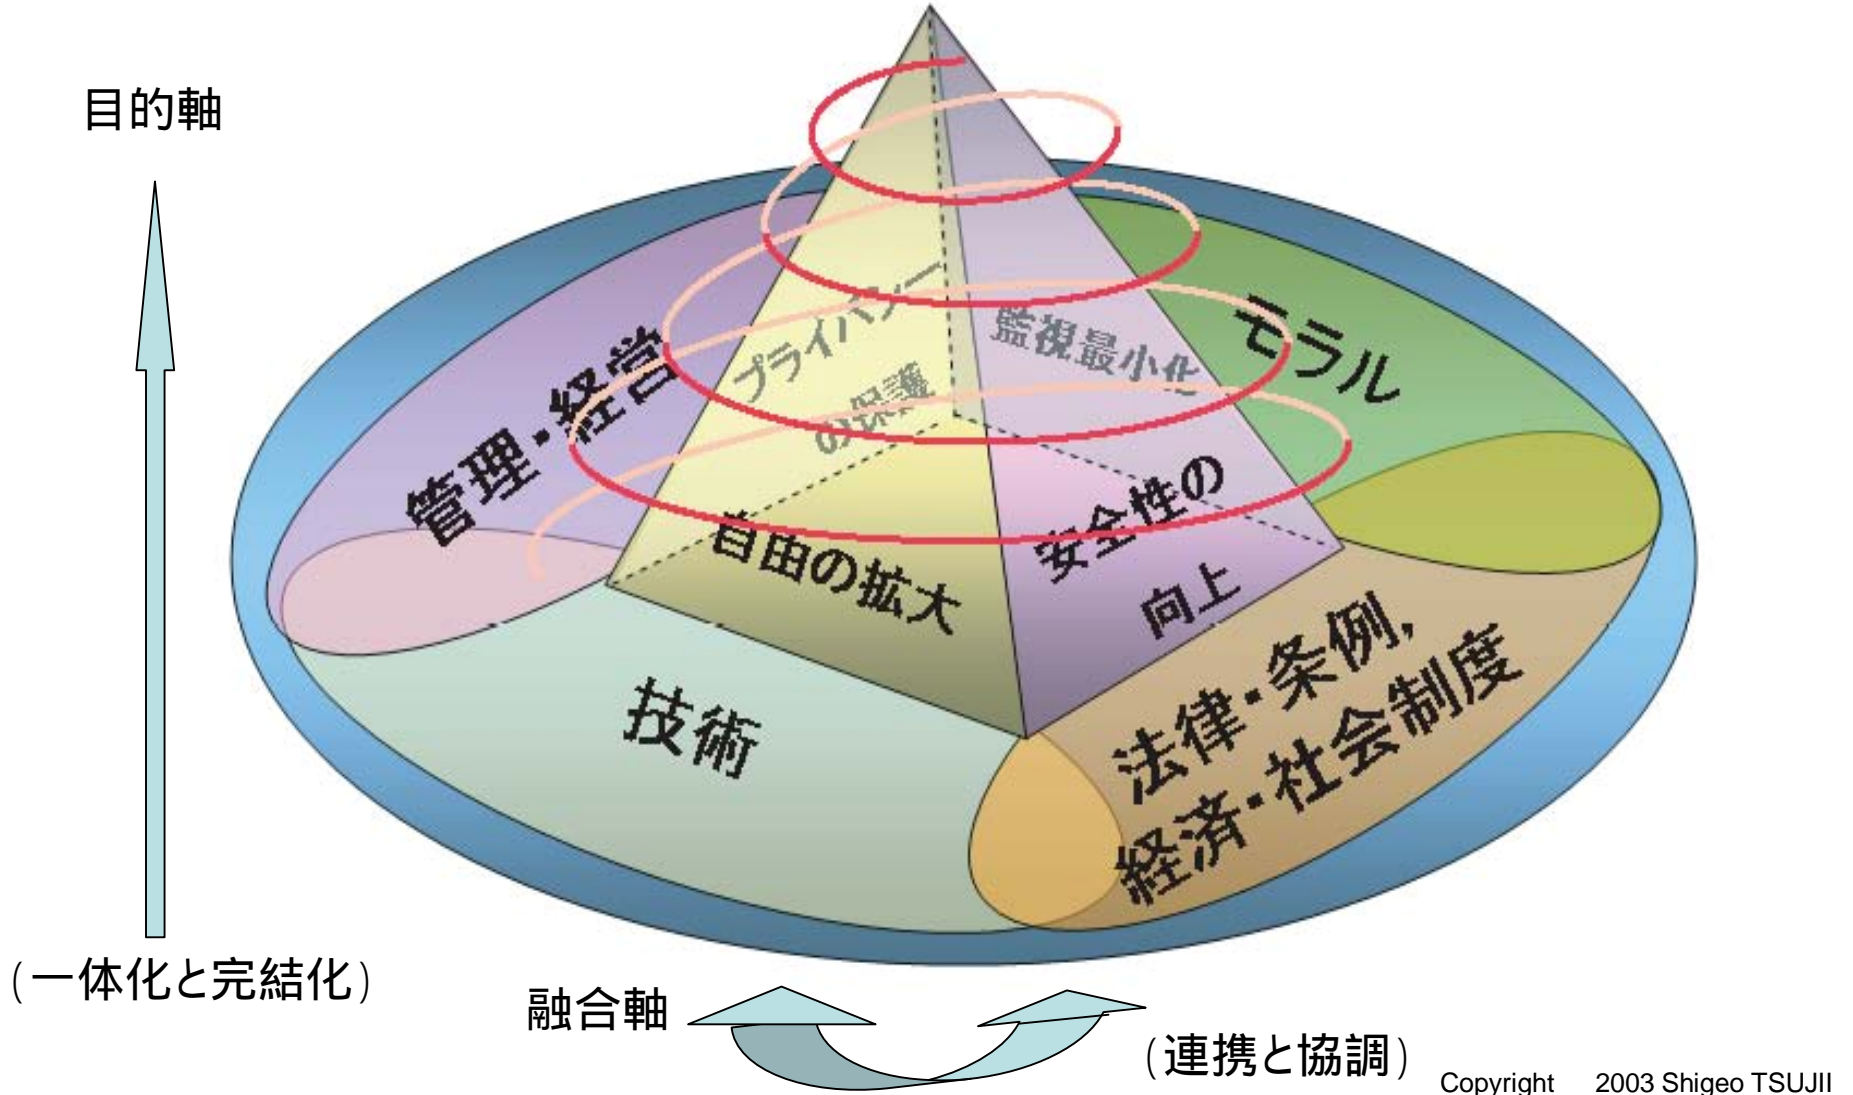 目的軸
プライバシー
の保護
監視最小化
モラル
管理・経営
自由の拡大
安全性の
向上
技術
法律・条例,
経済・社会制度
(一体化と完結化)
融合軸
(連携と協調)
Copyright 2003 Shigeo TSUJII